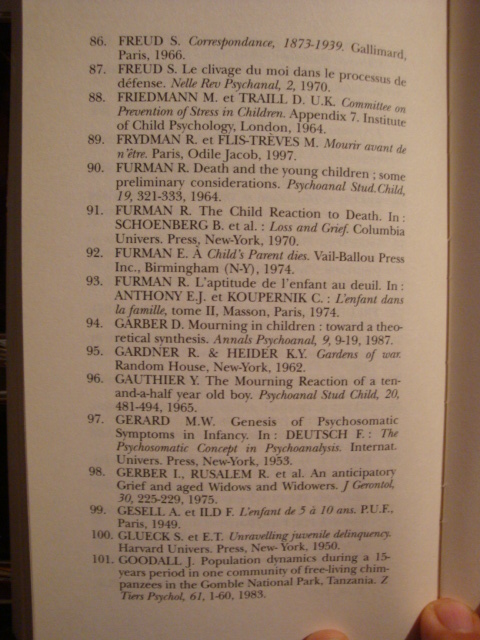 86. FREUD S. Correspondance, 1873-1939. Gallimard,
Paris, 1966.
87. FREUD S. Le clivage du moi dans le processus de
défense. Nelle Rev Psychanal, 2, 1970.
88. FRIEDMANN M. et TRAILL D. U.K. Committee on
Prevention of Stress in Children. Appendix 7. Institute
of Child Psychology, London, 1964.
89. FRYDMAN R. et FLIS-TRÈVES M. Mourir avant de
n'être. Paris, Odile Jacob, 1997.
90. FURMAN R. Death and the young children ; some
preliminary considerations. Psychoanal Stud.Child,
19, 321-333, 1964.
91. FURMAN R. The Child Reaction to Death. In :
SCHOENBERG B. et al. : Loss and Grief. Columbia
Univers. Press, New-York, 1970.
92. FURMAN E. À Child's Parent dies. Vail-Ballou Press
Inc., Birmingham (N-Y), 1974.
93. FURMAN R. L'aptitude de l'enfant au deuil. In :
ANTHONY E.J. et KOUPERNIK C. : L'enfant dans
la famille, tome II, Masson, Paris, 1974.
94. GARBER D. Mourning in children : toward a theo-
retical synthesis. Annals Psychoanal, 9, 9-19, 1987.
95. GARDNER R. & HEIDER K.Y. Gardens of war.
Random House, New-York, 1962.
96. GAUTHIER Y. The Mourning Reaction of a ten-
and-a-half year old boy. Psychoanal Stud Child, 20,
481-494, 1965.
97. GERARD M.W. Genesis of Psychosomatic
Symptoms in Infancy. In : DEUTSCH F. : The
Psychosomatic Concept in Psychoanalysis. Internat.
Univers. Press, New-York, 1953.
98. GERBER I., RUSALEM R. et al. An anticipatory
Grief and aged Widows and Widowers. J Gerontol,
30, 225-229, 1975.
99. GESELL A. et ILD F. L'enfant de 5 à 10 ans. P.U.F.,
Paris, 1949.
100. GLUECK S. et E.T. Unravelling juvenile delinquency.
Harvard Univers. Press, New-York, 1950.
101. GOODALL J. Population dynamics during a 15-
years period in one community of free-living chim-
panzees in the Gomble National Park, Tanzania. Z
Tiers Psychol, 61, 1-60, 1983.